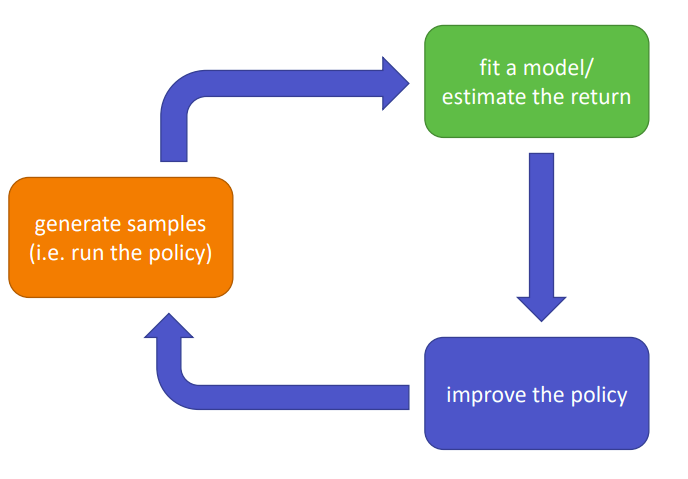 fit a model/
estimate the return
generate samples
(i.e. run the policy)
improve the policy